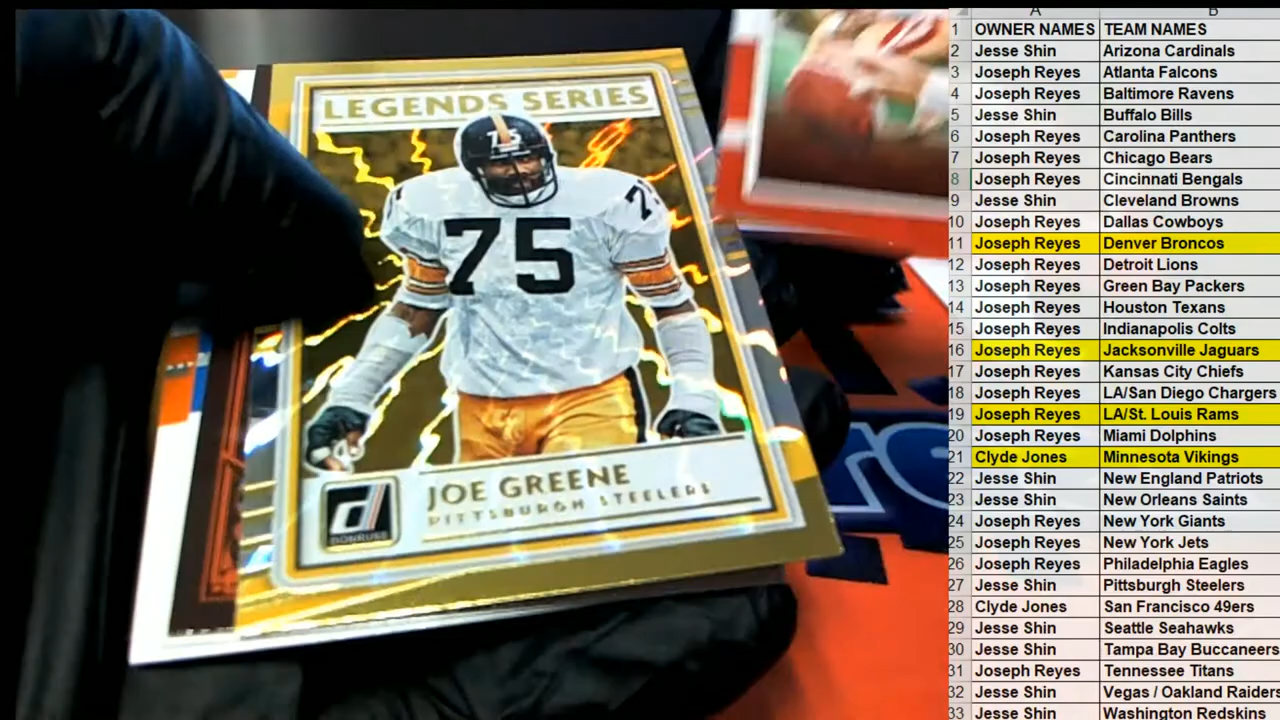 LEGENDS SERIES
75
75
7
JOE GREENE
PITTSBURGH STEELERS
d
DONRUSS
A B
1 OWNER NAMES TEAM NAMES
2 Jesse Shin Arizona Cardinals
3 Joseph Reyes Atlanta Falcons
4 Joseph Reyes Baltimore Ravens
5 Jesse Shin Buffalo Bills
6 Joseph Reyes Carolina Panthers
7 Joseph Reyes Chicago Bears
8 Joseph Reyes Cincinnati Bengals
9 Jesse Shin Cleveland Browns
10 Joseph Reyes Dallas Cowboys
11 Joseph Reyes Denver Broncos
12 Joseph Reyes Detroit Lions
13 Joseph Reyes Green Bay Packers
14 Joseph Reyes Houston Texans
15 Joseph Reyes Indianapolis Colts
16 Joseph Reyes Jacksonville Jaguars
17 Joseph Reyes Kansas City Chiefs
18 Joseph Reyes LA/San Diego Chargers
19 Joseph Reyes LA/St. Louis Rams
20 Joseph Reyes Miami Dolphins
21 Clyde Jones Minnesota Vikings
22 Jesse Shin New England Patriots
23 Jesse Shin New Orleans Saints
24 Joseph Reyes New York Giants
25 Joseph Reyes New York Jets
26 Joseph Reyes Philadelphia Eagles
27 Jesse Shin Pittsburgh Steelers
28 Clyde Jones San Francisco 49ers
29 Jesse Shin Seattle Seahawks
30 Jesse Shin Tampa Bay Buccaneers
31 Joseph Reyes Tennessee Titans
32 Jesse Shin Vegas / Oakland Raiders
33 Jesse Shin Washington Redskins